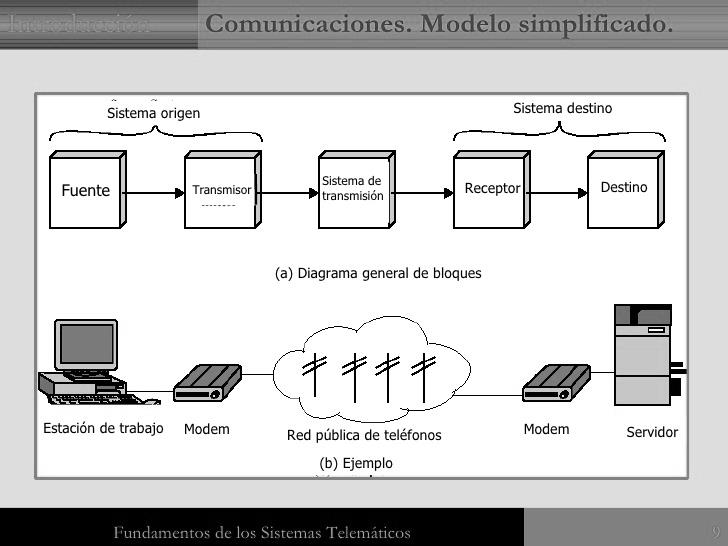 Introducción
Comunicaciones. Modelo simplificado.
Sistema origen
Sistema destino
Fuente
Transmisor
Sistema de
transmisión
Receptor
Destino
(a) Diagrama general de bloques
Estación de trabajo
Modem
Red pública de teléfonos
Modem
Servidor
(b) Ejemplo
Fundamentos de los Sistemas Telemáticos
9